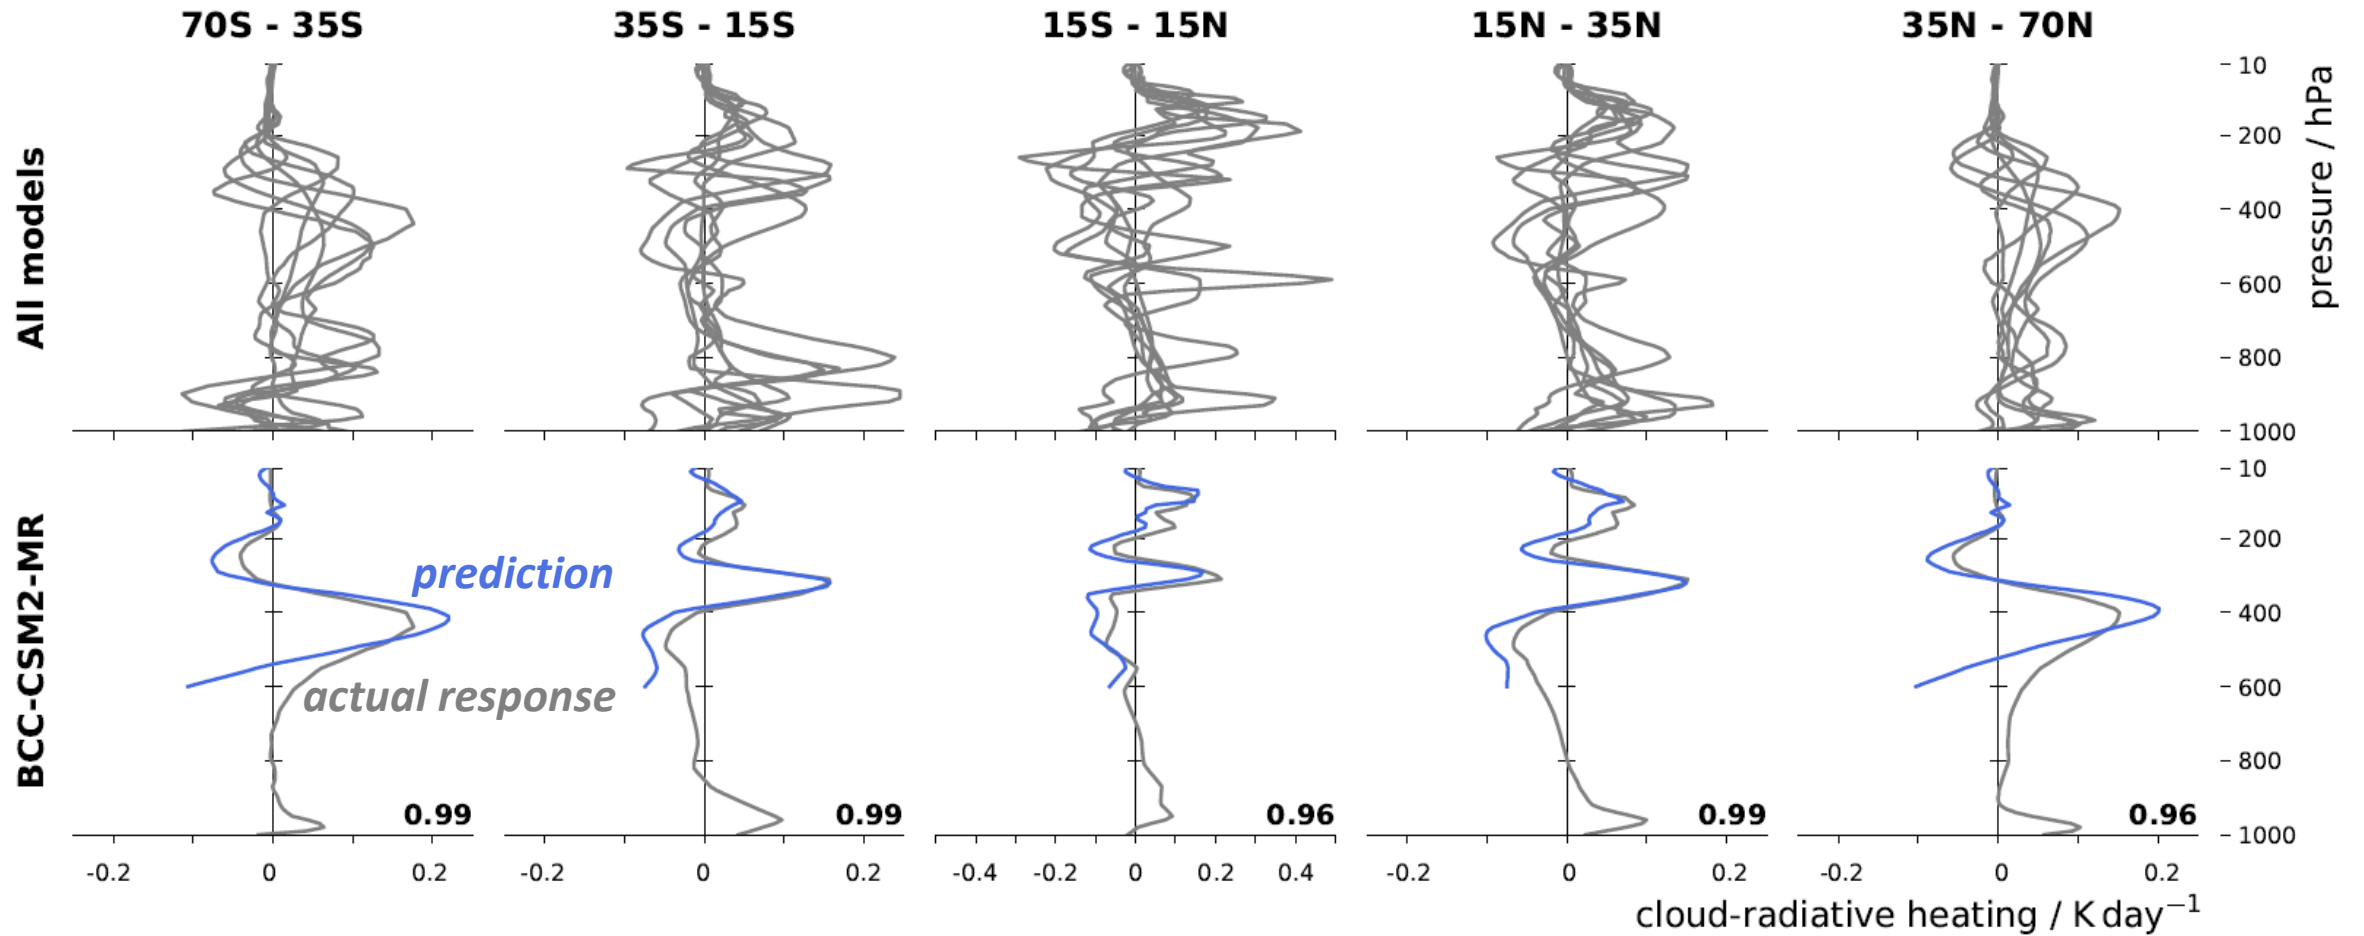 70S - 35S
35S - 15S
15S - 15N
15N - 35N
35N - 70N
All models
10
200
400
600
800
1000
pressure / hPa
BCC-CSM2-MR
prediction
actual response
0.99
0.99
0.96
0.99
0.96
10
200
400
600
800
1000
-0.2 0 0.2
-0.2 0 0.2
-0.4 -0.2 0 0.2 0.4
-0.2 0 0.2
-0.2 0 0.2
cloud-radiative heating / K day⁻¹